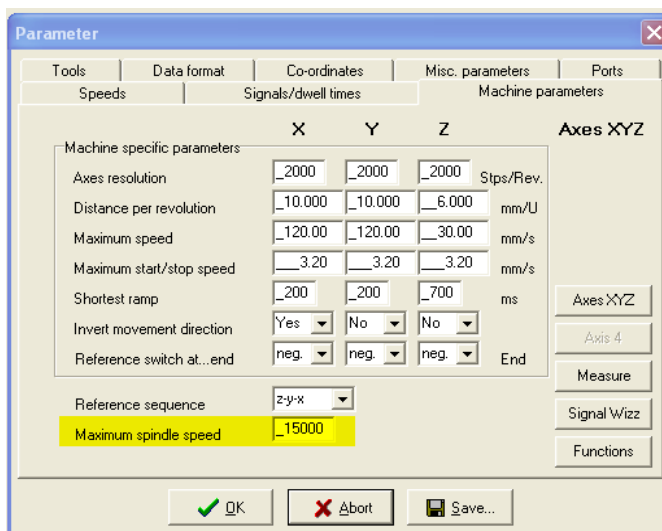 Parameter
Tools Data format Co-ordinates Misc. parameters Ports
Speeds Signals/dwell times Machine parameters
X Y Z Axes XYZ
Machine specific parameters
Axes resolution _2000 _2000 _2000 Stps/Rev.
Distance per revolution _10.000 _10.000 __6.000 mm/U
Maximum speed _120.00 _120.00 __30.00 mm/s
Maximum start/stop speed ___3.20 ___3.20 ___3.20 mm/s
Shortest ramp _200 _200 _700 ms Axes XYZ
Invert movement direction Yes No No Axis 4
Reference switch at...end neg. neg. neg. End
Measure
Reference sequence z-y-x Signal Wizz
Maximum spindle speed _15000
Functions
OK Abort Save...